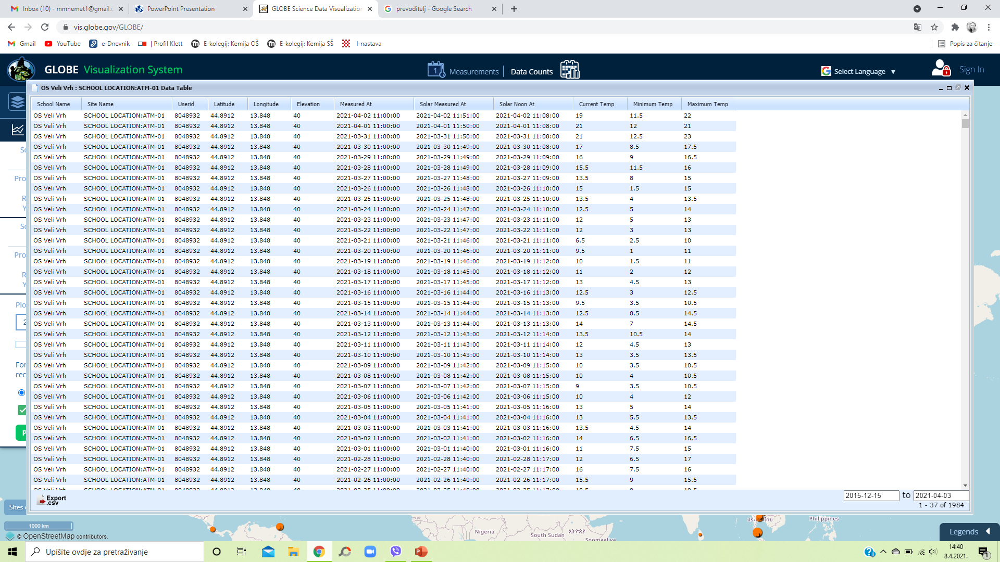 Inbox (10) - mmnemet1@gmail.c
PowerPoint Presentation
GLOBE Science Data Visualization
prevoditelj - Google Search
vis.globe.gov/GLOBE/
Gmail YouTube e-Dnevnik | Profil Klett E-kolegij: Kemija OŠ E-kolegij: Kemija SŠ I-nastava Popis za čitanje
GLOBE Visualization System 1 Measurements Data Counts Select Language ▼ Sign In
OS Veli Vrh : SCHOOL LOCATION:ATM-01 Data Table
School Name Site Name Userid Latitude Longitude Elevation Measured At Solar Measured At Solar Noon At Current Temp Minimum Temp Maximum Temp
OS Veli Vrh SCHOOL LOCATION:ATM-01 8048932 44.8912 13.848 40 2021-04-02 11:00:00 2021-04-02 11:51:00 2021-04-02 11:08:00 19 11.5 22
OS Veli Vrh SCHOOL LOCATION:ATM-01 8048932 44.8912 13.848 40 2021-04-01 11:00:00 2021-04-01 11:50:00 2021-04-01 11:08:00 21 12 21
OS Veli Vrh SCHOOL LOCATION:ATM-01 8048932 44.8912 13.848 40 2021-03-31 11:00:00 2021-03-31 11:50:00 2021-03-31 11:08:00 21 12.5 23
OS Veli Vrh SCHOOL LOCATION:ATM-01 8048932 44.8912 13.848 40 2021-03-30 11:00:00 2021-03-30 11:49:00 2021-03-30 11:08:00 17 8.5 17.5
OS Veli Vrh SCHOOL LOCATION:ATM-01 8048932 44.8912 13.848 40 2021-03-29 11:00:00 2021-03-29 11:49:00 2021-03-29 11:09:00 16 9 16.5
OS Veli Vrh SCHOOL LOCATION:ATM-01 8048932 44.8912 13.848 40 2021-03-28 11:00:00 2021-03-28 11:49:00 2021-03-28 11:09:00 15.5 11.5 16
OS Veli Vrh SCHOOL LOCATION:ATM-01 8048932 44.8912 13.848 40 2021-03-27 11:00:00 2021-03-27 11:48:00 2021-03-27 11:09:00 13.5 8 15
OS Veli Vrh SCHOOL LOCATION:ATM-01 8048932 44.8912 13.848 40 2021-03-26 11:00:00 2021-03-26 11:48:00 2021-03-26 11:10:00 15 1.5 15
OS Veli Vrh SCHOOL LOCATION:ATM-01 8048932 44.8912 13.848 40 2021-03-25 11:00:00 2021-03-25 11:48:00 2021-03-25 11:10:00 13.5 4 13.5
OS Veli Vrh SCHOOL LOCATION:ATM-01 8048932 44.8912 13.848 40 2021-03-24 11:00:00 2021-03-24 11:47:00 2021-03-24 11:10:00 12.5 5 14
OS Veli Vrh SCHOOL LOCATION:ATM-01 8048932 44.8912 13.848 40 2021-03-23 11:00:00 2021-03-23 11:47:00 2021-03-23 11:11:00 12 5 13
OS Veli Vrh SCHOOL LOCATION:ATM-01 8048932 44.8912 13.848 40 2021-03-22 11:00:00 2021-03-22 11:47:00 2021-03-22 11:11:00 12 3 13
OS Veli Vrh SCHOOL LOCATION:ATM-01 8048932 44.8912 13.848 40 2021-03-21 11:00:00 2021-03-21 11:46:00 2021-03-21 11:11:00 6.5 2.5 10
OS Veli Vrh SCHOOL LOCATION:ATM-01 8048932 44.8912 13.848 40 2021-03-20 11:00:00 2021-03-20 11:46:00 2021-03-20 11:11:00 9.5 1 11
OS Veli Vrh SCHOOL LOCATION:ATM-01 8048932 44.8912 13.848 40 2021-03-19 11:00:00 2021-03-19 11:46:00 2021-03-19 11:12:00 10 1.5 11
OS Veli Vrh SCHOOL LOCATION:ATM-01 8048932 44.8912 13.848 40 2021-03-18 11:00:00 2021-03-18 11:45:00 2021-03-18 11:12:00 11 2 12
OS Veli Vrh SCHOOL LOCATION:ATM-01 8048932 44.8912 13.848 40 2021-03-17 11:00:00 2021-03-17 11:45:00 2021-03-17 11:12:00 13 4.5 13
OS Veli Vrh SCHOOL LOCATION:ATM-01 8048932 44.8912 13.848 40 2021-03-16 11:00:00 2021-03-16 11:44:00 2021-03-16 11:13:00 12.5 3 12.5
OS Veli Vrh SCHOOL LOCATION:ATM-01 8048932 44.8912 13.848 40 2021-03-15 11:00:00 2021-03-15 11:44:00 2021-03-15 11:13:00 9.5 3.5 10.5
OS Veli Vrh SCHOOL LOCATION:ATM-01 8048932 44.8912 13.848 40 2021-03-14 11:00:00 2021-03-14 11:44:00 2021-03-14 11:13:00 12.5 8.5 14.5
OS Veli Vrh SCHOOL LOCATION:ATM-01 8048932 44.8912 13.848 40 2021-03-13 11:00:00 2021-03-13 11:44:00 2021-03-13 11:13:00 14 7 14.5
OS Veli Vrh SCHOOL LOCATION:ATM-01 8048932 44.8912 13.848 40 2021-03-12 11:00:00 2021-03-12 11:43:00 2021-03-12 11:14:00 13.5 10.5 14
OS Veli Vrh SCHOOL LOCATION:ATM-01 8048932 44.8912 13.848 40 2021-03-11 11:00:00 2021-03-11 11:43:00 2021-03-11 11:14:00 12 4.5 13
OS Veli Vrh SCHOOL LOCATION:ATM-01 8048932 44.8912 13.848 40 2021-03-10 11:00:00 2021-03-10 11:43:00 2021-03-10 11:14:00 13 3.5 13.5
OS Veli Vrh SCHOOL LOCATION:ATM-01 8048932 44.8912 13.848 40 2021-03-09 11:00:00 2021-03-09 11:42:00 2021-03-09 11:15:00 10 3.5 10.5
OS Veli Vrh SCHOOL LOCATION:ATM-01 8048932 44.8912 13.848 40 2021-03-08 11:00:00 2021-03-08 11:42:00 2021-03-08 11:15:00 10 4 10.5
OS Veli Vrh SCHOOL LOCATION:ATM-01 8048932 44.8912 13.848 40 2021-03-07 11:00:00 2021-03-07 11:42:00 2021-03-07 11:15:00 9 3.5 10.5
OS Veli Vrh SCHOOL LOCATION:ATM-01 8048932 44.8912 13.848 40 2021-03-06 11:00:00 2021-03-06 11:42:00 2021-03-06 11:15:00 10 4 12
OS Veli Vrh SCHOOL LOCATION:ATM-01 8048932 44.8912 13.848 40 2021-03-05 11:00:00 2021-03-05 11:41:00 2021-03-05 11:16:00 13 5 14
OS Veli Vrh SCHOOL LOCATION:ATM-01 8048932 44.8912 13.848 40 2021-03-04 11:00:00 2021-03-04 11:41:00 2021-03-04 11:16:00 13 5.5 13.5
OS Veli Vrh SCHOOL LOCATION:ATM-01 8048932 44.8912 13.848 40 2021-03-03 11:00:00 2021-03-03 11:41:00 2021-03-03 11:16:00 13.5 4.5 14
OS Veli Vrh SCHOOL LOCATION:ATM-01 8048932 44.8912 13.848 40 2021-03-02 11:00:00 2021-03-02 11:41:00 2021-03-02 11:16:00 14 6.5 16.5
OS Veli Vrh SCHOOL LOCATION:ATM-01 8048932 44.8912 13.848 40 2021-03-01 11:00:00 2021-03-01 11:40:00 2021-03-01 11:16:00 11 7.5 15
OS Veli Vrh SCHOOL LOCATION:ATM-01 8048932 44.8912 13.848 40 2021-02-28 11:00:00 2021-02-28 11:40:00 2021-02-28 11:17:00 12 6.5 17
OS Veli Vrh SCHOOL LOCATION:ATM-01 8048932 44.8912 13.848 40 2021-02-27 11:00:00 2021-02-27 11:40:00 2021-02-27 11:17:00 16 7.5 16
OS Veli Vrh SCHOOL LOCATION:ATM-01 8048932 44.8912 13.848 40 2021-02-26 11:00:00 2021-02-26 11:40:00 2021-02-26 11:17:00 15.5 9 15.5
Export .csv
2015-12-15 to 2021-04-03
1 - 37 of 1984
Sites
1000 km
© OpenStreetMap contributors.
Nigeria
South Sudan
ኢትዮጵያ
Philippines
Legends
Upišite ovdje za pretraživanje
14:40
8.4.2021.
1